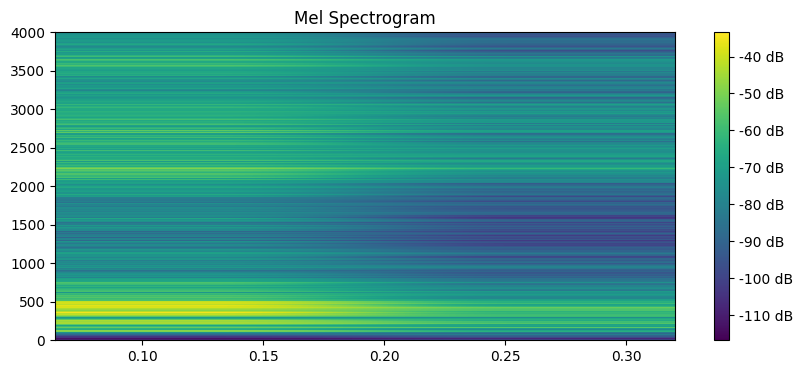 Mel Spectrogram
4000
3500
3000
2500
2000
1500
1000
500
0
0.10
0.15
0.20
0.25
0.30
-40 dB
-50 dB
-60 dB
-70 dB
-80 dB
-90 dB
-100 dB
-110 dB